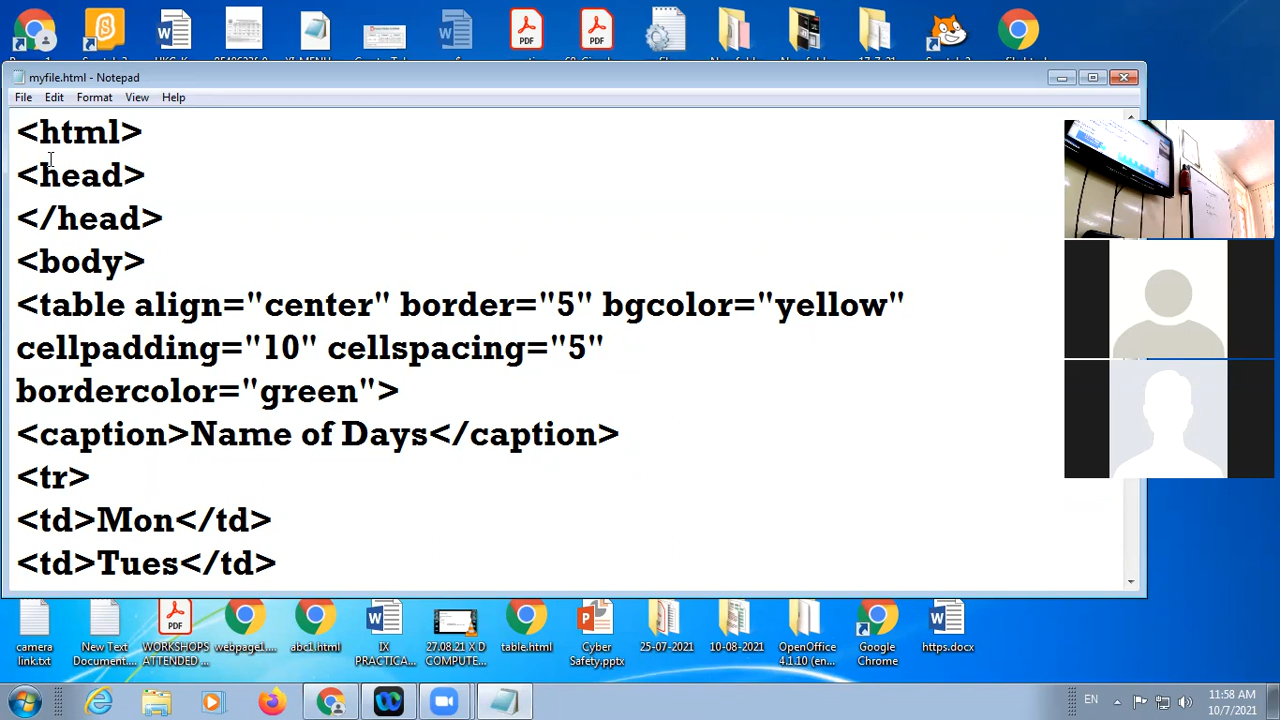 myfile.html - Notepad
File Edit Format View Help
<html>
<head>
</head>
<body>
<table align="center" border="5" bgcolor="yellow"
cellpadding="10" cellspacing="5"
bordercolor="green">
<caption>Name of Days</caption>
<tr>
<td>Mon</td>
<td>Tues</td>
camera link.txt
New Text Document....
WORKSHOPS ATTENDED ...
webpage1....
abc1.html
IX PRACTICA...
27.08.21 X D COMPUTE...
table.html
Cyber Safety.pptx
25-07-2021
10-08-2021
OpenOffice 4.1.10 (en...
Google Chrome
https.docx
EN
11:58 AM
10/7/2021